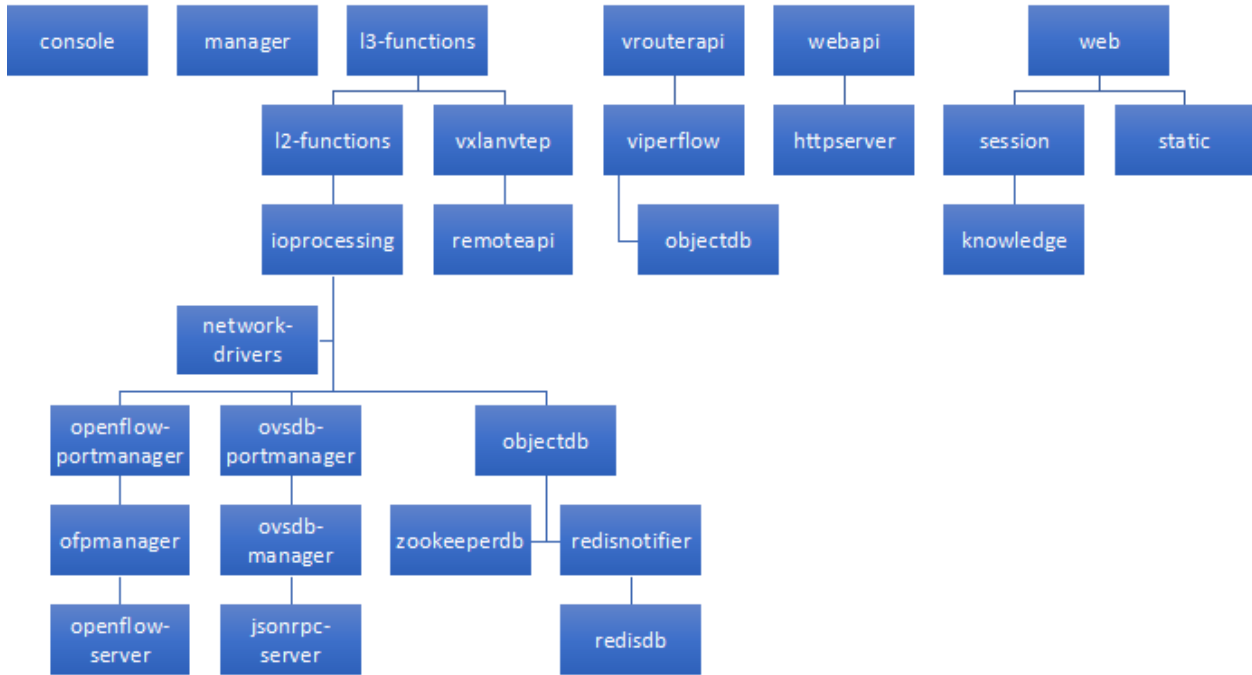 console
manager
l3-functions
vrouterapi
webapi
web
l2-functions
vxlanvtep
viperflow
httpserver
session
static
ioprocessing
remoteapi
objectdb
knowledge
network-
drivers
openflow-
portmanager
ovsdb-
portmanager
objectdb
ofpmanager
ovsdb-
manager
zookeeperdb
redisnotifier
openflow-
server
jsonrpc-
server
redisdb